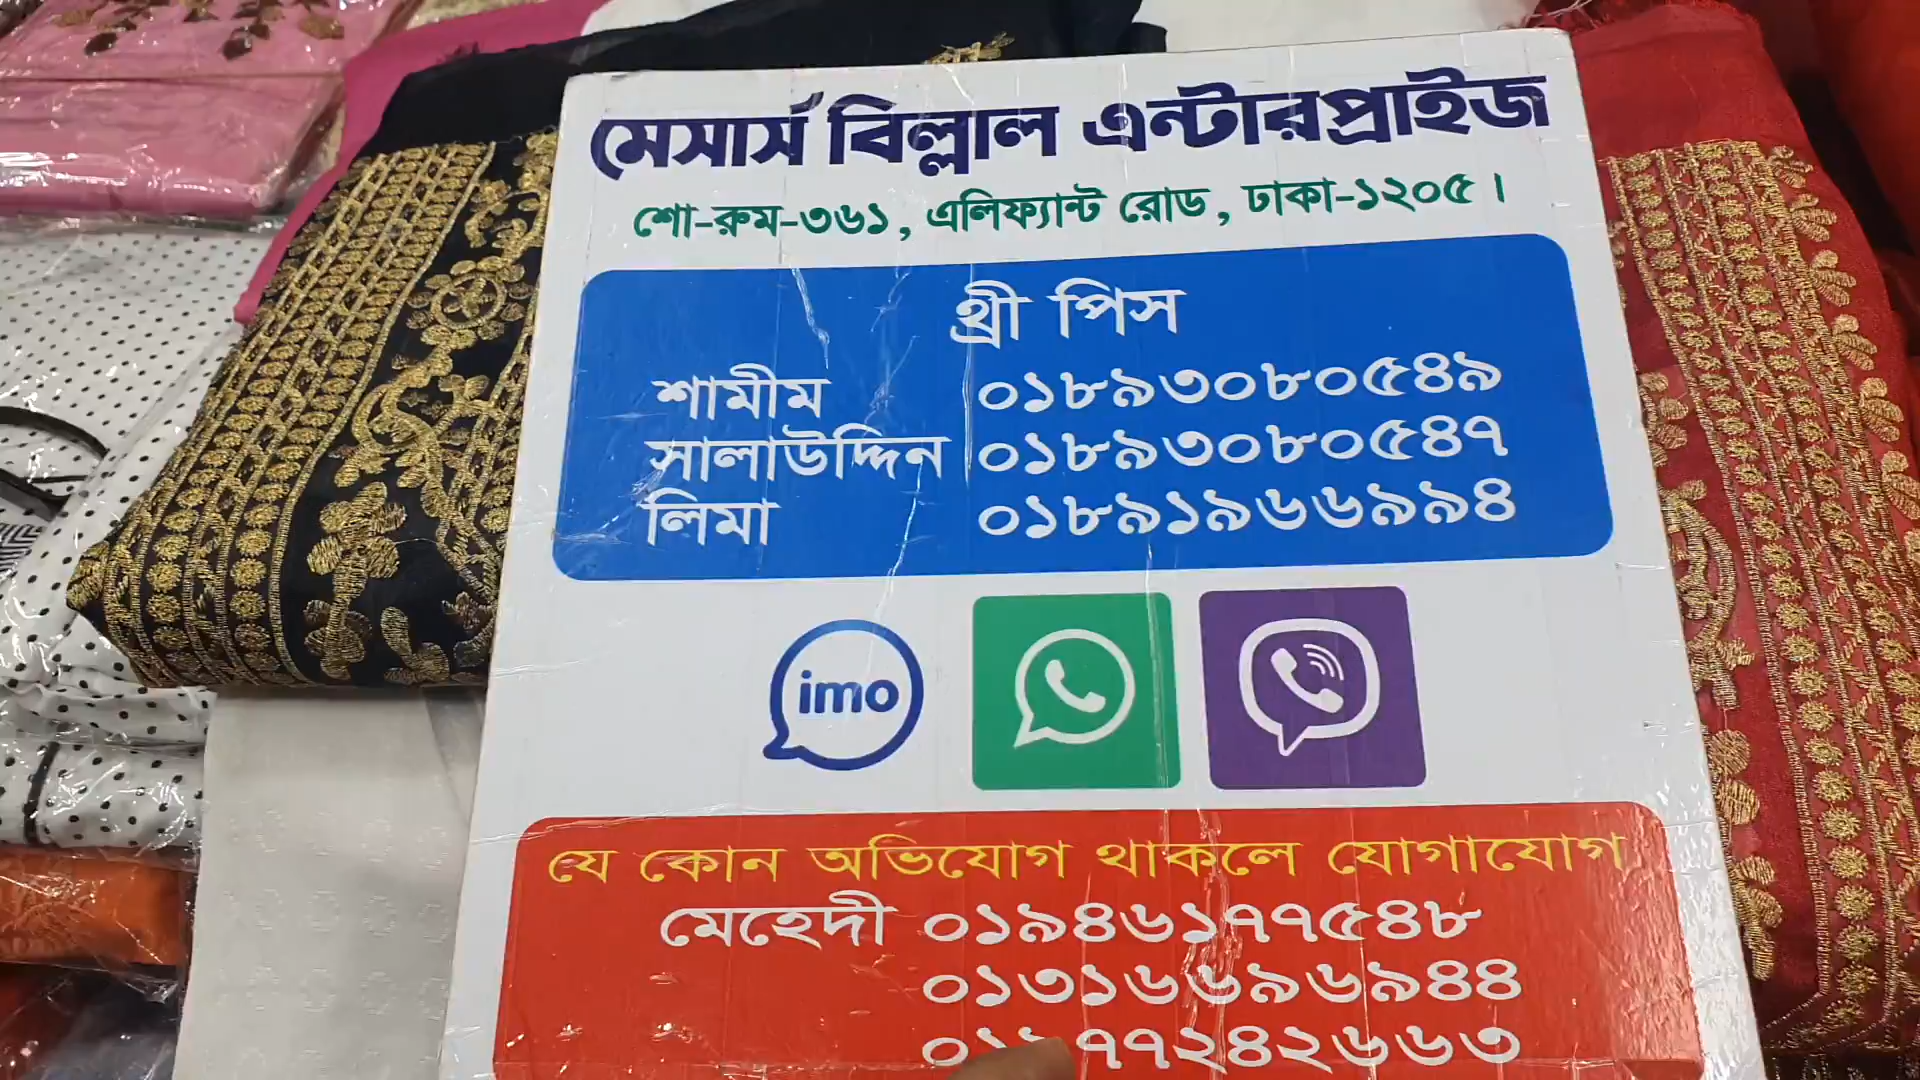 মেসার্স বিল্লাল এন্টারপ্রাইজ
শো-রুম-৩৬১, এলিফ্যান্ট রোড, ঢাকা-১২০৫।
থ্রী পিস
শামীম ০১৮৯৩০৮০৫৪৯
সালাউদ্দিন ০১৮৯৩০৮০৫৪৭
লিমা ০১৮৯১৯৬৬৯৯৪
imo
যে কোন অভিযোগ থাকলে যোগাযোগ
মেহেদী ০১৯৪৬১৭৭৫৪৮
০১৩১৬৬৯৬৯৪৪